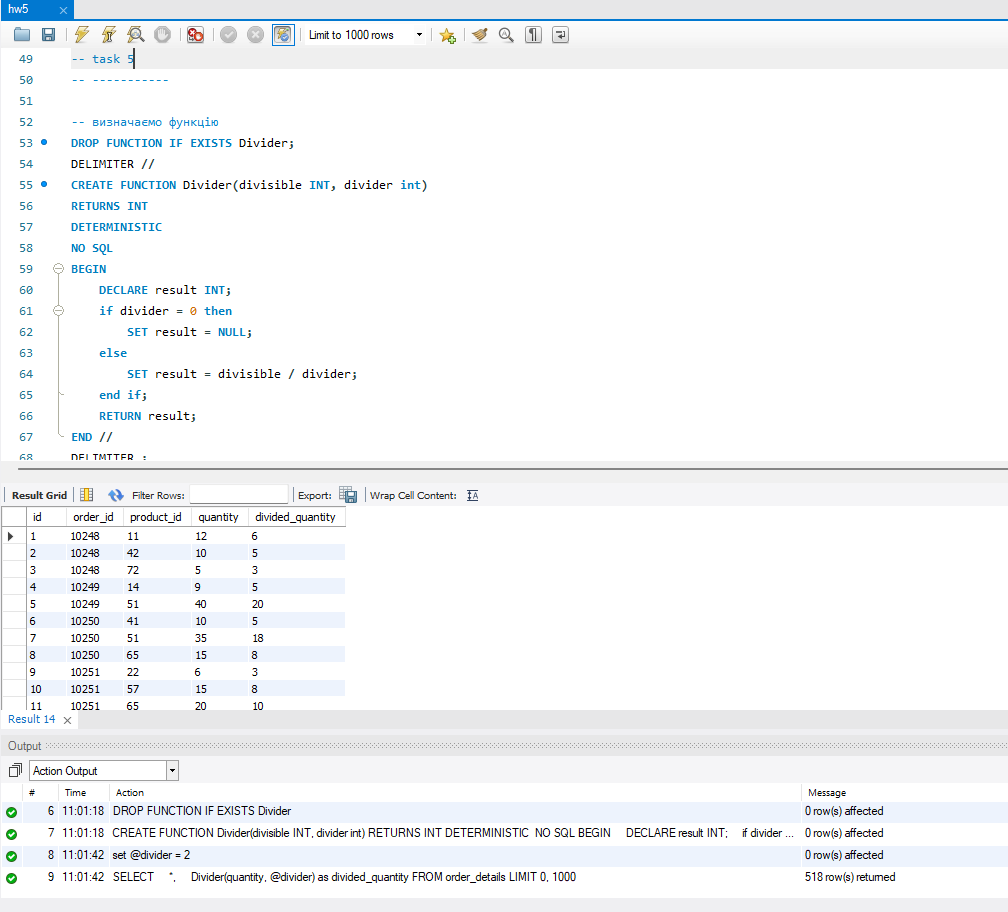 hw5
Limit to 1000 rows
49 -- task 5
50 -- -----------
51
52 -- визначаємо функцію
53 DROP FUNCTION IF EXISTS Divider;
54 DELIMITER //
55 CREATE FUNCTION Divider(divisible INT, divider int)
56 RETURNS INT
57 DETERMINISTIC
58 NO SQL
59 BEGIN
60 DECLARE result INT;
61 if divider = 0 then
62 SET result = NULL;
63 else
64 SET result = divisible / divider;
65 end if;
66 RETURN result;
67 END //
68 DELIMITER ;
Result Grid Filter Rows: Export: Wrap Cell Content:
id order_id product_id quantity divided_quantity
1 10248 11 12 6
2 10248 42 10 5
3 10248 72 5 3
4 10249 14 9 5
5 10249 51 40 20
6 10250 41 10 5
7 10250 51 35 18
8 10250 65 15 8
9 10251 22 6 3
10 10251 57 15 8
11 10251 65 20 10
Result 14
Output
Action Output
# Time Action Message
6 11:01:18 DROP FUNCTION IF EXISTS Divider 0 row(s) affected
7 11:01:18 CREATE FUNCTION Divider(divisible INT, divider int) RETURNS INT DETERMINISTIC NO SQL BEGIN DECLARE result INT; if divider ... 0 row(s) affected
8 11:01:42 set @divider = 2 0 row(s) affected
9 11:01:42 SELECT *, Divider(quantity, @divider) as divided_quantity FROM order_details LIMIT 0, 1000 518 row(s) returned